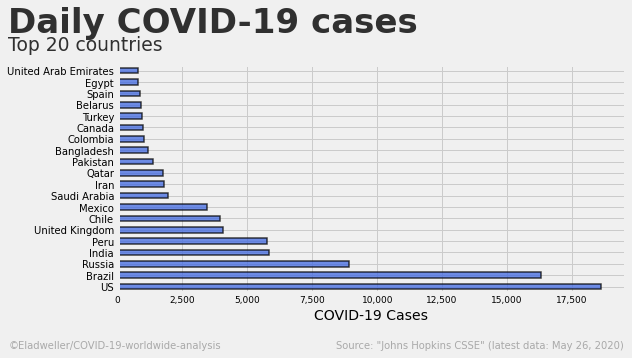 Daily COVID-19 cases
Top 20 countries
United Arab Emirates
Egypt
Spain
Belarus
Turkey
Canada
Colombia
Bangladesh
Pakistan
Qatar
Iran
Saudi Arabia
Mexico
Chile
United Kingdom
Peru
India
Russia
Brazil
US
0 2,500 5,000 7,500 10,000 12,500 15,000 17,500
COVID-19 Cases
©Eladweller/COVID-19-worldwide-analysis Source: "Johns Hopkins CSSE" (latest data: May 26, 2020)